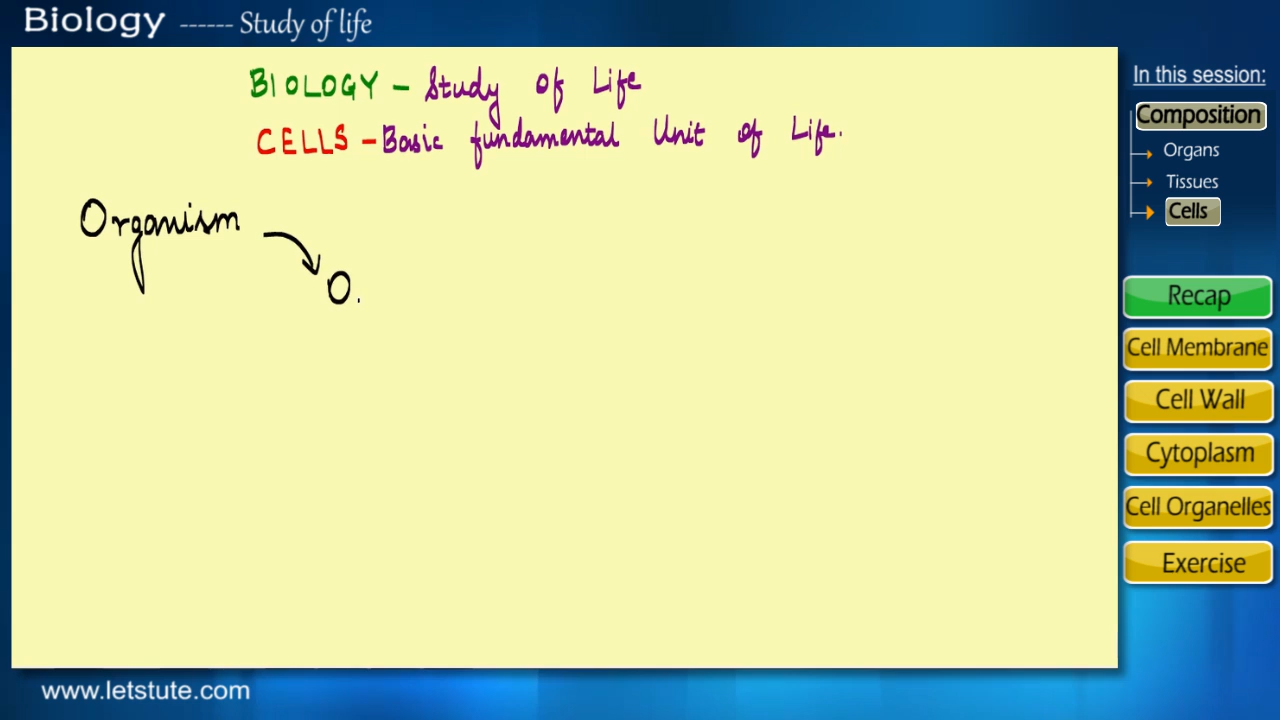 Biology ------ Study of life
BIOLOGY - Study of Life
CELLS - Basic fundamental Unit of Life.
Organism
O.
In this session:
Composition
Organs
Tissues
Cells
Recap
Cell Membrane
Cell Wall
Cytoplasm
Cell Organelles
Exercise
www.letstute.com